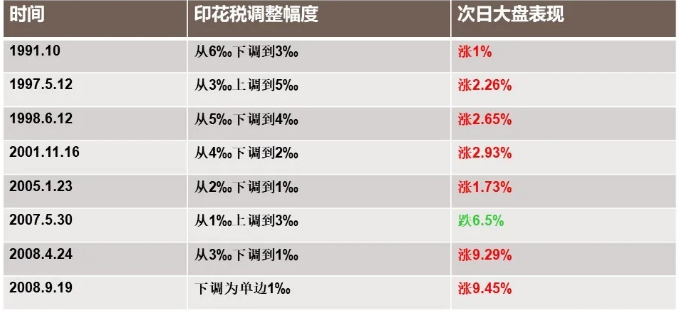 时间 印花税调整幅度 次日大盘表现
1991.10 从6‰下调到3‰ 涨1%
1997.5.12 从3‰上调到5‰ 涨2.26%
1998.6.12 从5‰下调到4‰ 涨2.65%
2001.11.16 从4‰下调到2‰ 涨2.93%
2005.1.23 从2‰下调到1‰ 涨1.73%
2007.5.30 从1‰上调到3‰ 跌6.5%
2008.4.24 从3‰下调到1‰ 涨9.29%
2008.9.19 下调为单边1‰ 涨9.45%